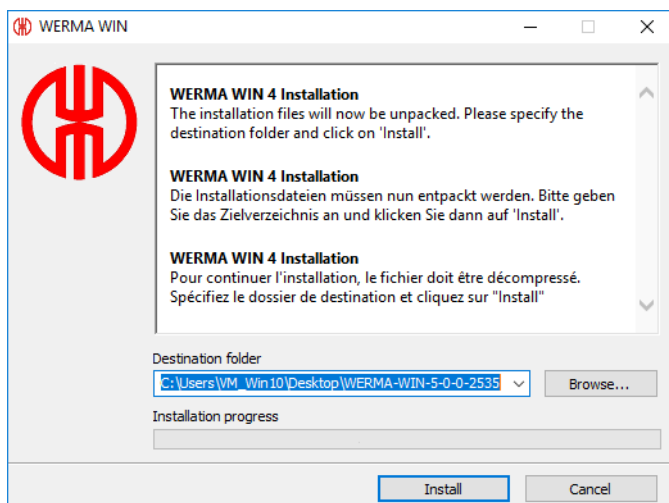 WERMA WIN
WERMA WIN 4 Installation
The installation files will now be unpacked. Please specify the
destination folder and click on 'Install'.
WERMA WIN 4 Installation
Die Installationsdateien müssen nun entpackt werden. Bitte geben
Sie das Zielverzeichnis an und klicken Sie dann auf 'Install'.
WERMA WIN 4 Installation
Pour continuer l'installation, le fichier doit être décompressé.
Spécifiez le dossier de destination et cliquez sur "Install"
Destination folder
C:\Users\VM_Win10\Desktop\WERMA-WIN-5-0-0-2535
Browse...
Installation progress
Install
Cancel